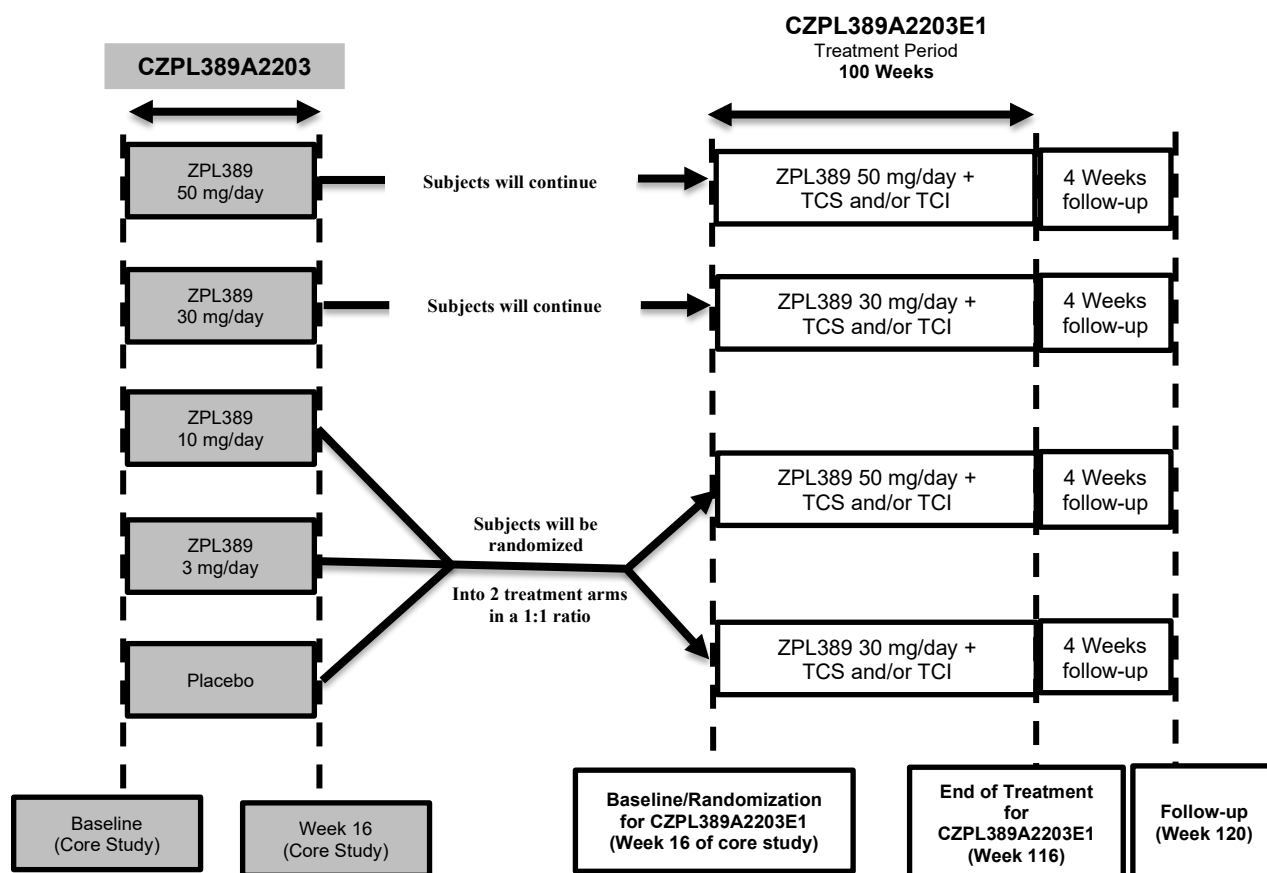 CZPL389A2203
CZPL389A2203E1
Treatment Period
100 Weeks
ZPL389
50 mg/day
Subjects will continue
ZPL389 50 mg/day +
TCS and/or TCI
4 Weeks
follow-up
ZPL389
30 mg/day
Subjects will continue
ZPL389 30 mg/day +
TCS and/or TCI
4 Weeks
follow-up
ZPL389
10 mg/day
ZPL389
3 mg/day
Placebo
Subjects will be
randomized
Into 2 treatment arms
in a 1:1 ratio
ZPL389 50 mg/day +
TCS and/or TCI
4 Weeks
follow-up
ZPL389 30 mg/day +
TCS and/or TCI
4 Weeks
follow-up
Baseline
(Core Study)
Week 16
(Core Study)
Baseline/Randomization
for CZPL389A2203E1
(Week 16 of core study)
End of Treatment
for
CZPL389A2203E1
(Week 116)
Follow-up
(Week 120)